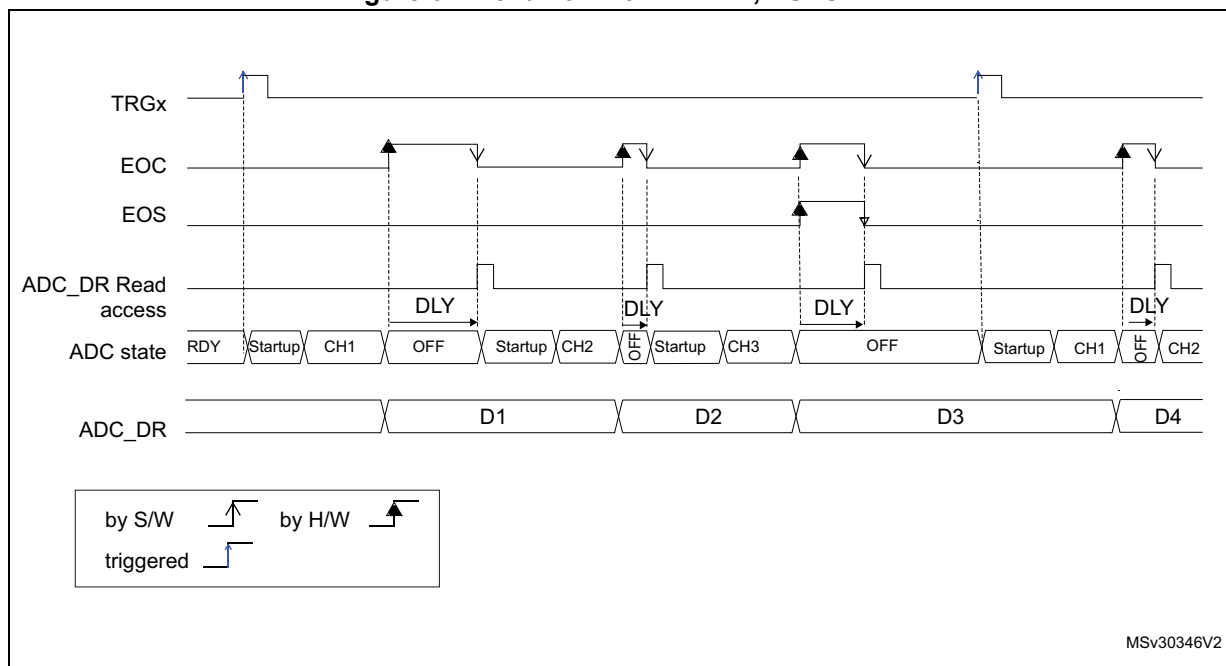 TRGx
EOC
EOS
ADC_DR Read
access
DLY DLY DLY DLY
ADC state RDY Startup CH1 OFF Startup CH2 OFF Startup CH3 OFF Startup CH1 OFF CH2
ADC_DR D1 D2 D3 D4
by S/W by H/W
triggered
MSv30346V2